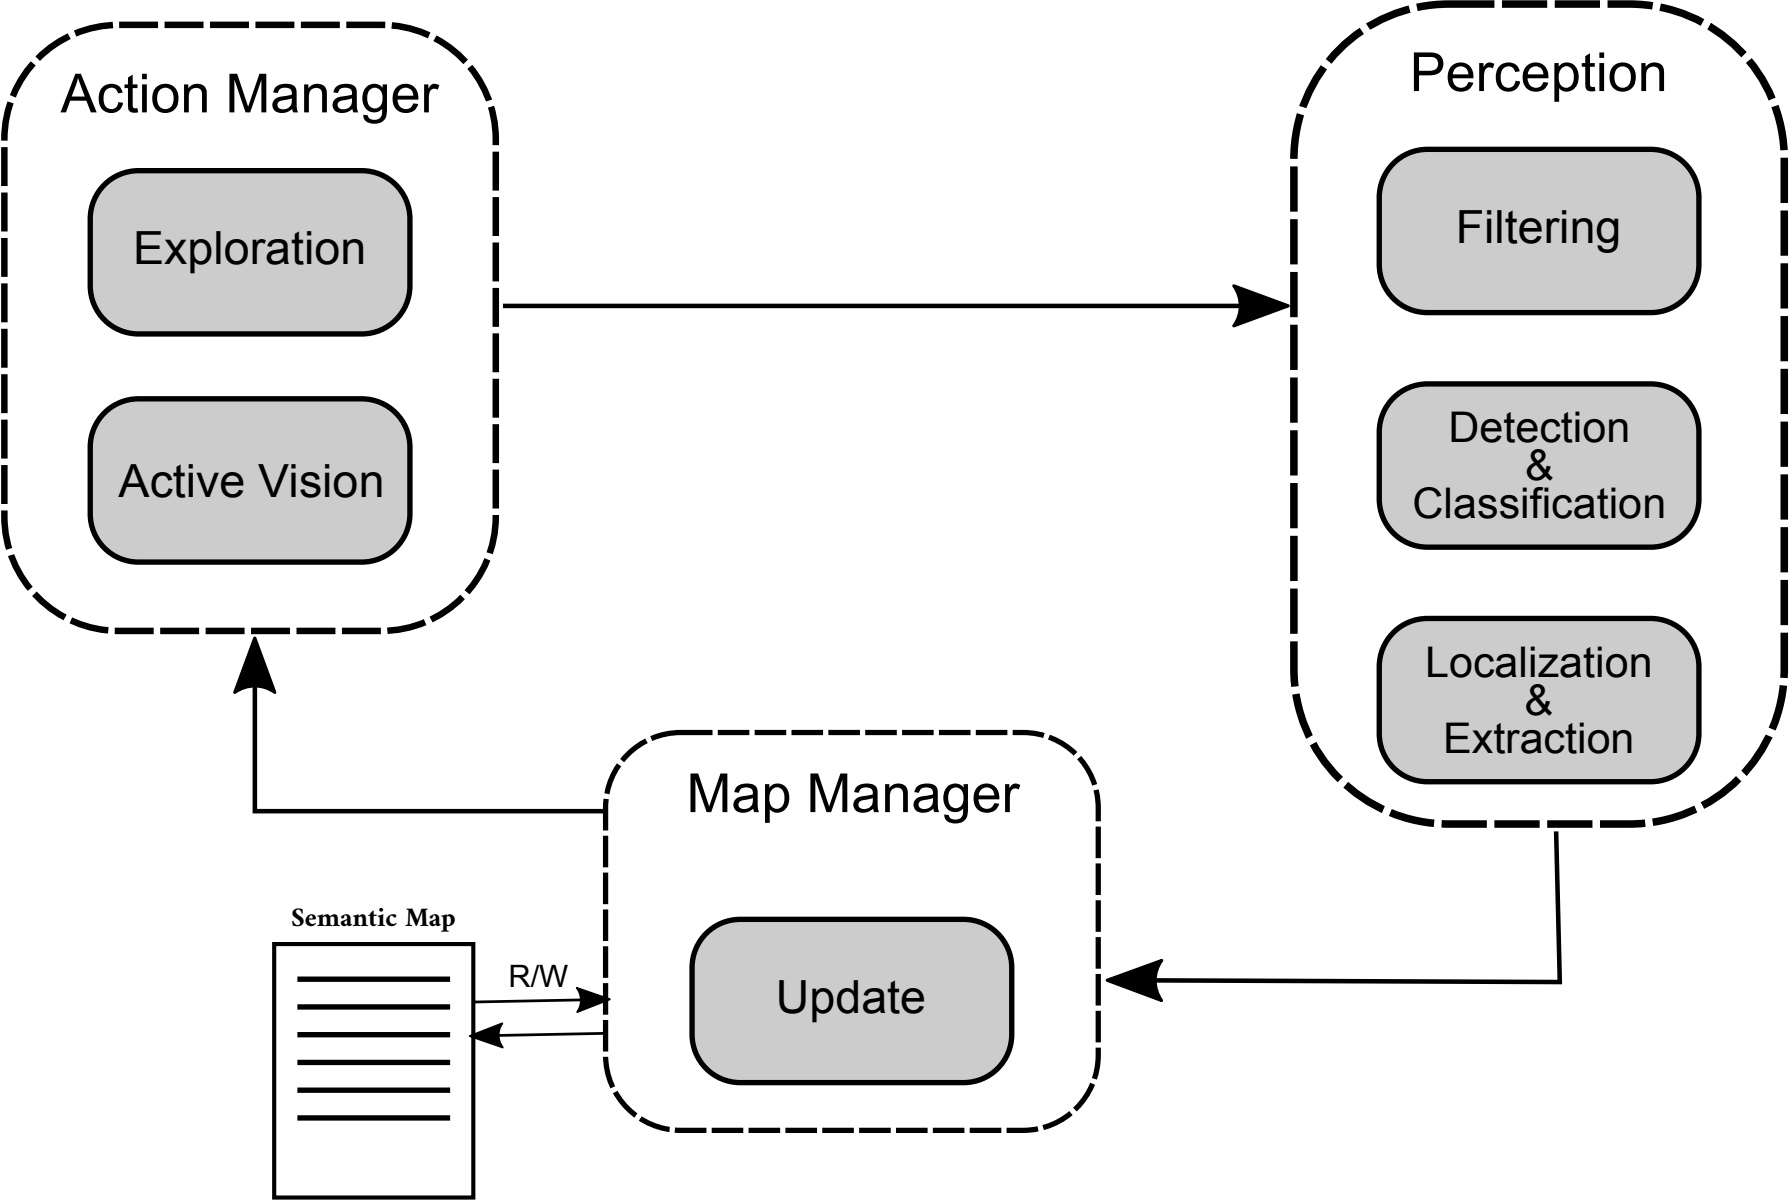 Action Manager
Exploration
Active Vision
Perception
Filtering
Detection
&
Classification
Localization
&
Extraction
Map Manager
Update
Semantic Map
R/W